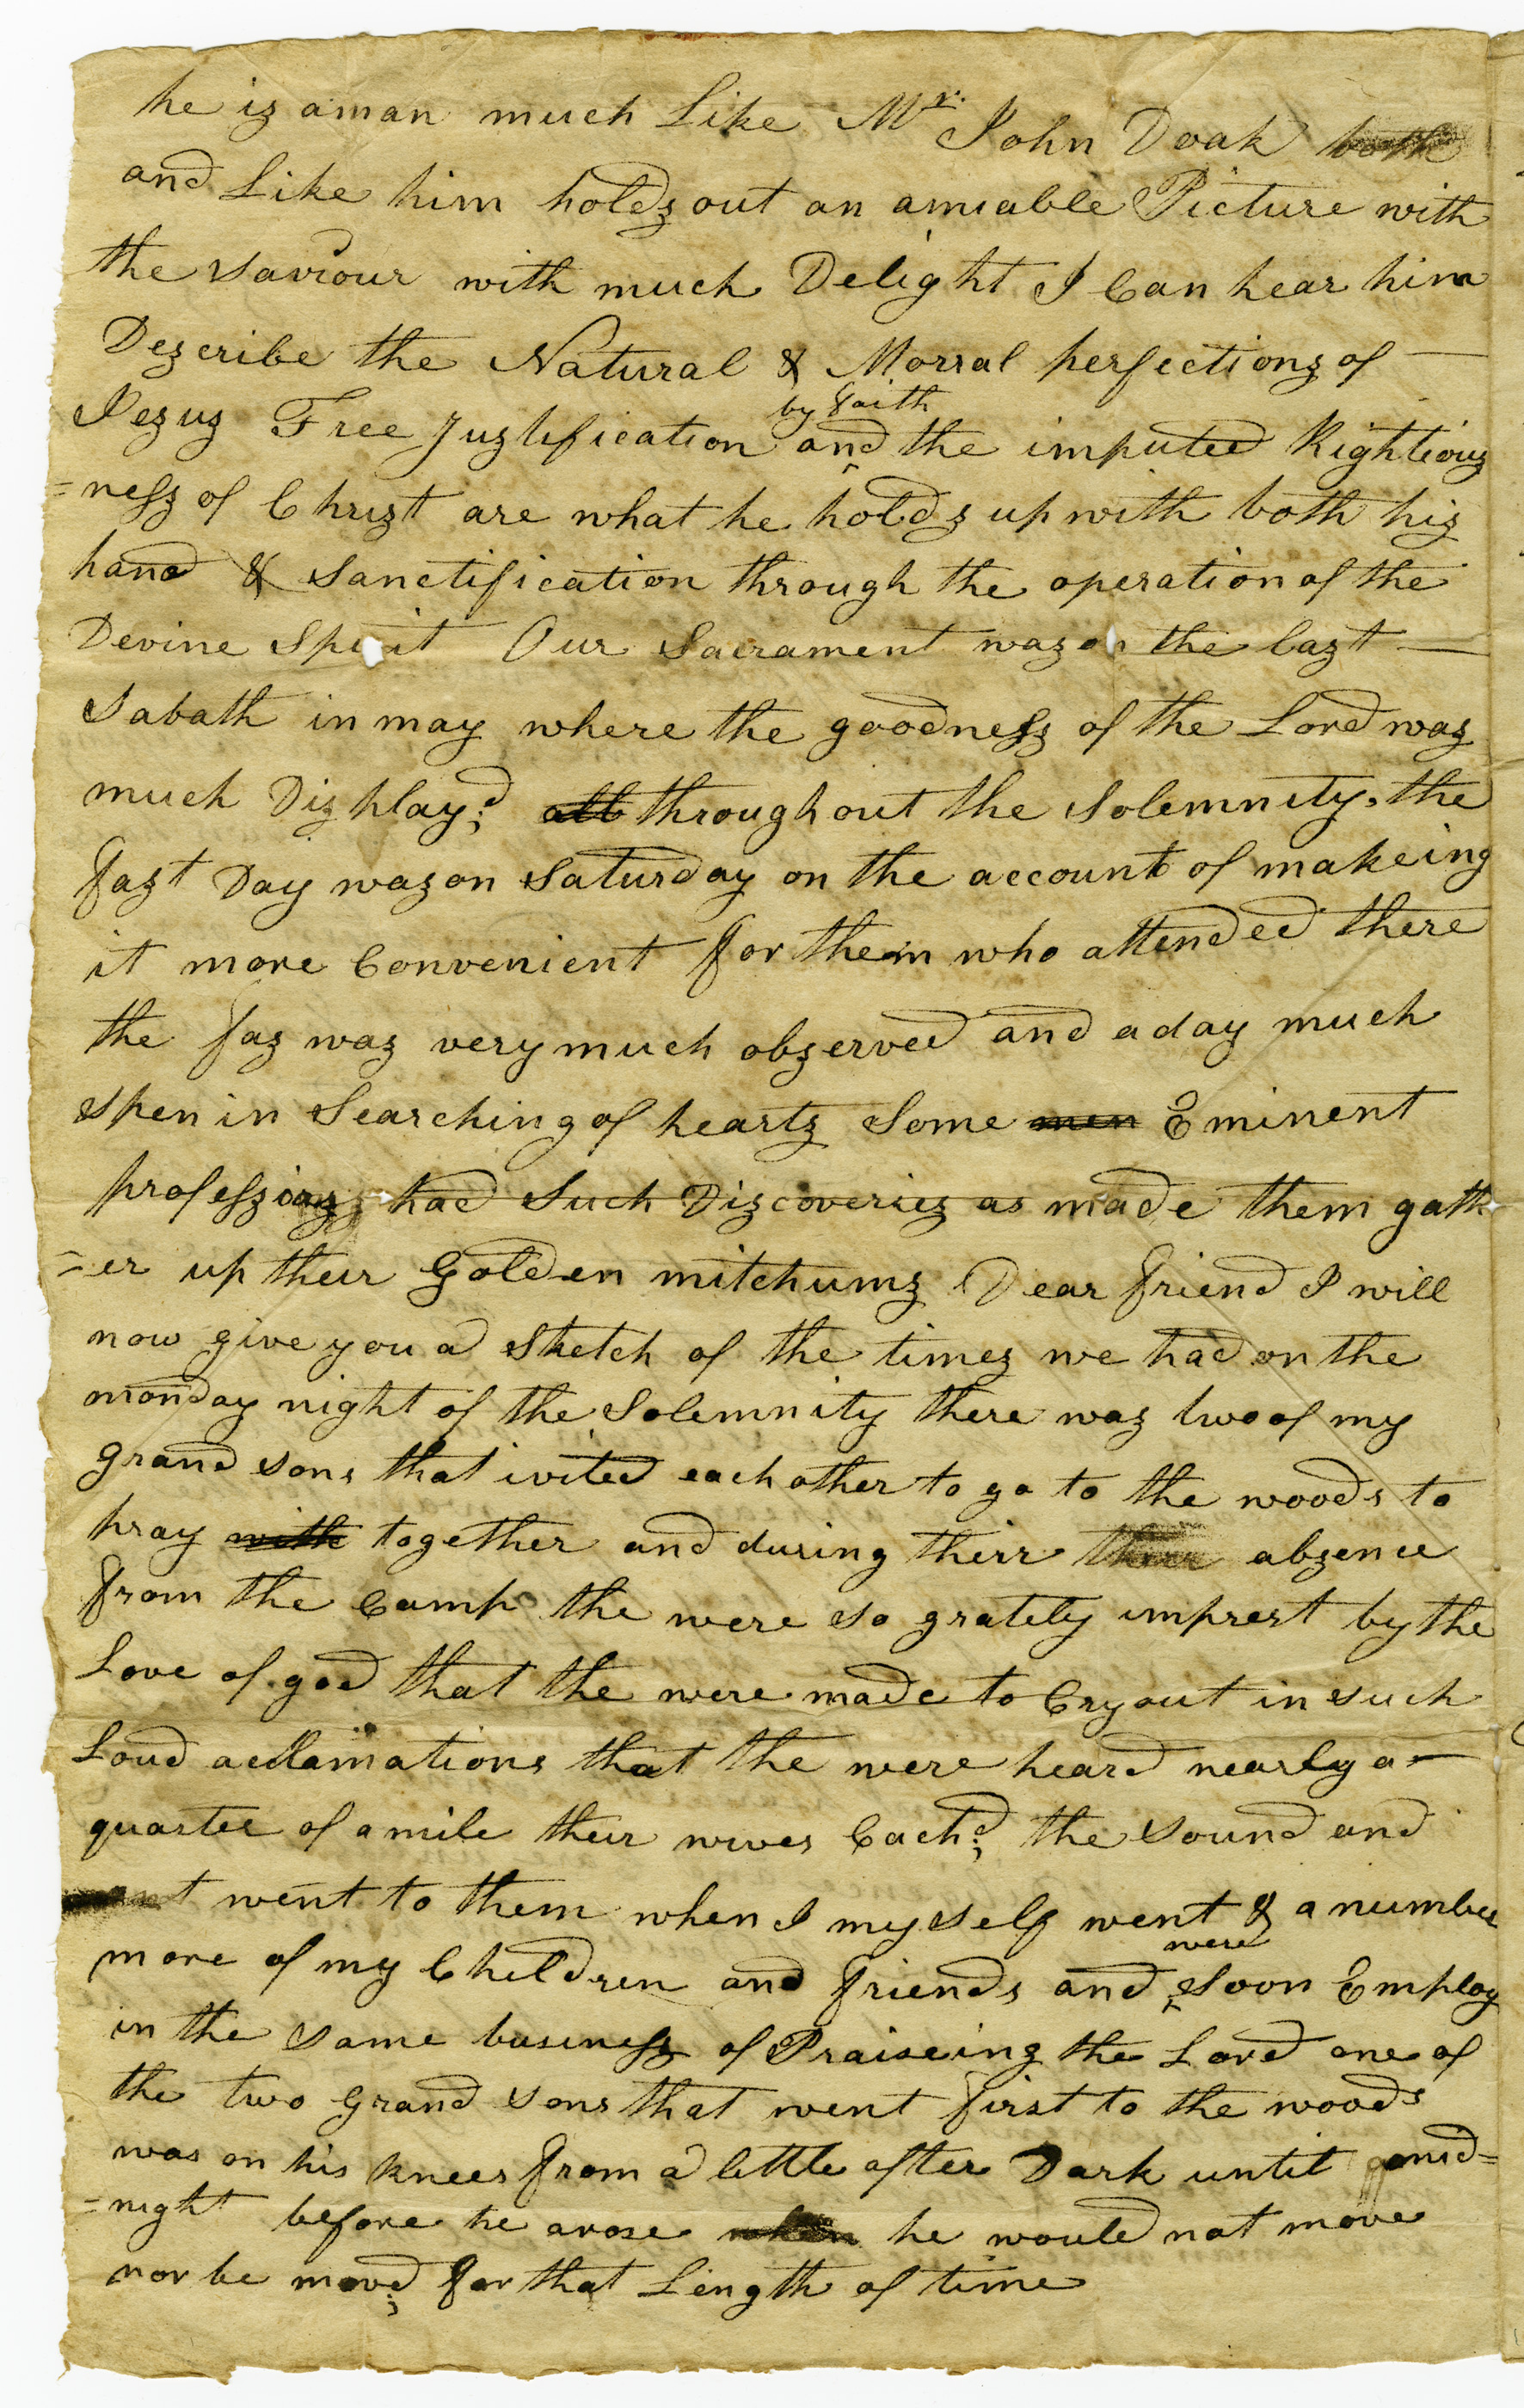 he is a man much Like Mr. John Doak both
and Like him holds out an amiable Picture with
the saviour with much Delight I Can hear him
Describe the Natural & Morral perfections of
Jesus Free Justification by Faith and the imputed Righteous
=ness of Christ are what he holds up with both his
hand & Sanctification through the operation of the
Devine Spirit Our Sacrament was on the last
Sabath in may where the goodness of the Lord was
much Displayd all throughout the Solemnity, the
fast Day was on Saturday on the account of makeing
it more Convenient for them who attended there
the fas was very much observed and a day much
spen in Searching of hearts Some men Eminent
professors had Such Discoveries as made them gath
=er up their Golden mitchums Dear friend I will
now give you a Sketch of the times we had on the
monday night of the Solemnity there was two of my
grand sons that ivited each other to go to the woods to
pray with together and during theirr absence
from the Camp the were so grately imprest by the
Love of god that the were made to Cry out in such
Loud acclamations that the were heard nearly a
quarter of a mile their wives Cachd the sound and
went to them when I my self went & a number
more of my Children and friends and were Soon Employ
in the same business of Praiseing the Lord one of
the two Grand sons that went first to the woods
was on his knees from a little after Dark until mid=
=night before he arose when he would not move
nor be movd for that Length of time